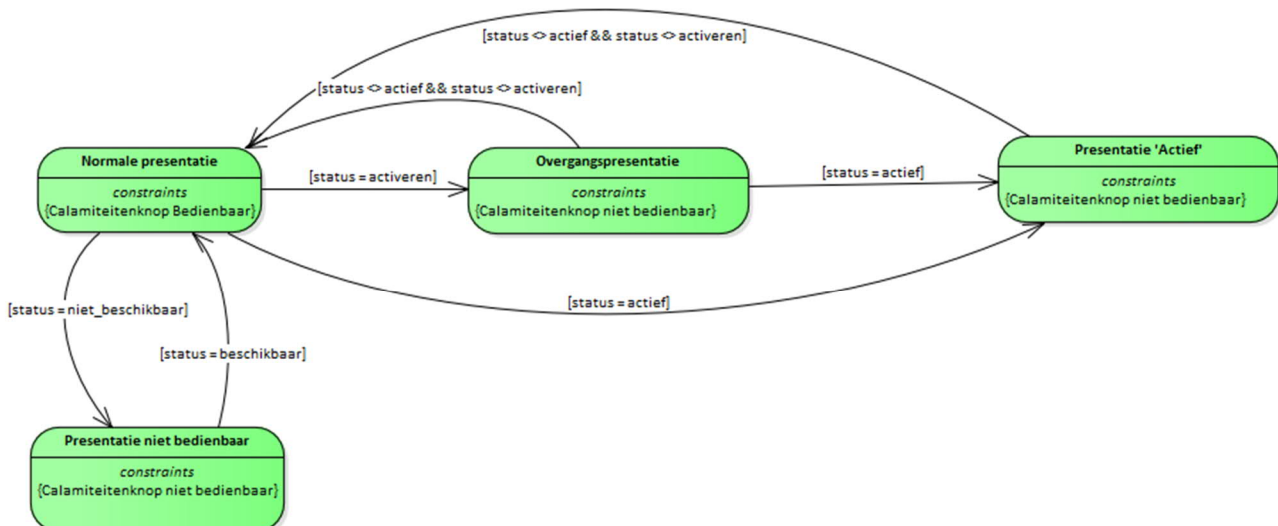 [status <> actief && status <> activeren]
[status <> actief && status <> activeren]
Normale presentatie
constraints
{Calamiteitenknop Bedienbaar}
[status = activeren]
Overgangspresentatie
constraints
{Calamiteitenknop niet bedienbaar}
[status = actief]
Presentatie 'Actief'
constraints
{Calamiteitenknop niet bedienbaar}
[status = actief]
[status = niet_beschikbaar]
[status = beschikbaar]
Presentatie niet bedienbaar
constraints
{Calamiteitenknop niet bedienbaar}